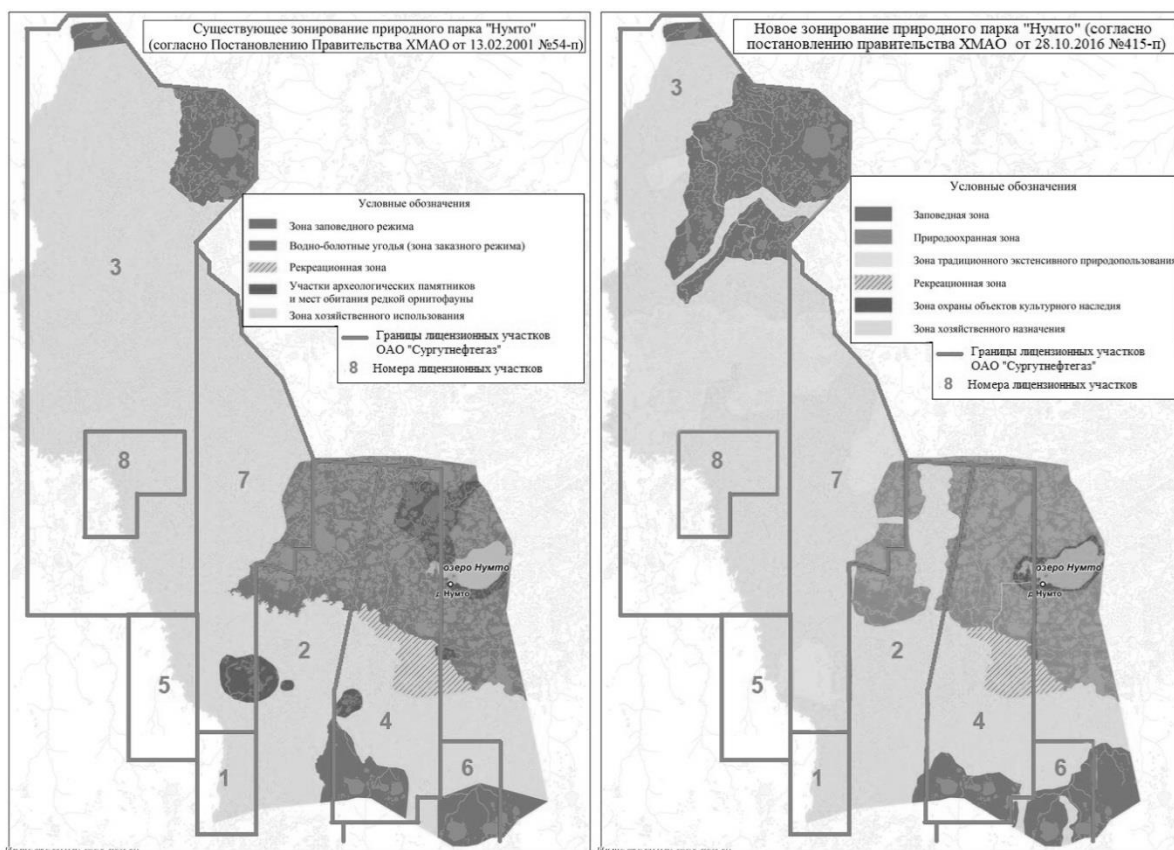 Существующее зонирование природного парка "Нумто"
(согласно Постановлению Правительства ХМАО от 13.02.2001 №54-п)
Условные обозначения
Зона заповедного режима
Водно-болотные угодья (зона заказного режима)
Рекреационная зона
Участки археологических памятников
и мест обитания редкой орнитофауны
Зона хозяйственного использования
Границы лицензионных участков
ОАО "Сургутнефтегаз"
8 Номера лицензионных участков
3
8
7
озеро Нумто
д. Нумто
2
5
4
1
6
Новое зонирование природного парка "Нумто" (согласно
постановлению правительства ХМАО от 28.10.2016 №415-п)
3
Условные обозначения
Заповедная зона
Природоохранная зона
Зона традиционного экстенсивного природопользования
Рекреационная зона
Зона охраны объектов культурного наследия
Зона хозяйственного назначения
Границы лицензионных участков
ОАО "Сургутнефтегаз"
8 Номера лицензионных участков
8
7
озеро Нумто
д. Нумто
2
5
4
1
6